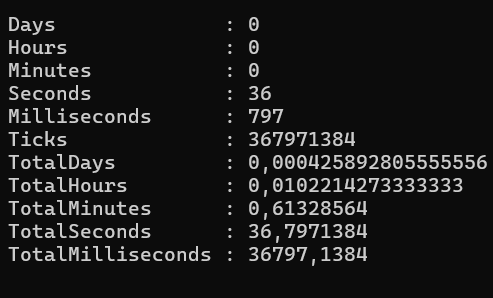 Days              : 0
Hours             : 0
Minutes           : 0
Seconds           : 36
Milliseconds      : 797
Ticks             : 367971384
TotalDays         : 0,000425892805555556
TotalHours        : 0,0102214273333333
TotalMinutes      : 0,61328564
TotalSeconds      : 36,7971384
TotalMilliseconds : 36797,1384